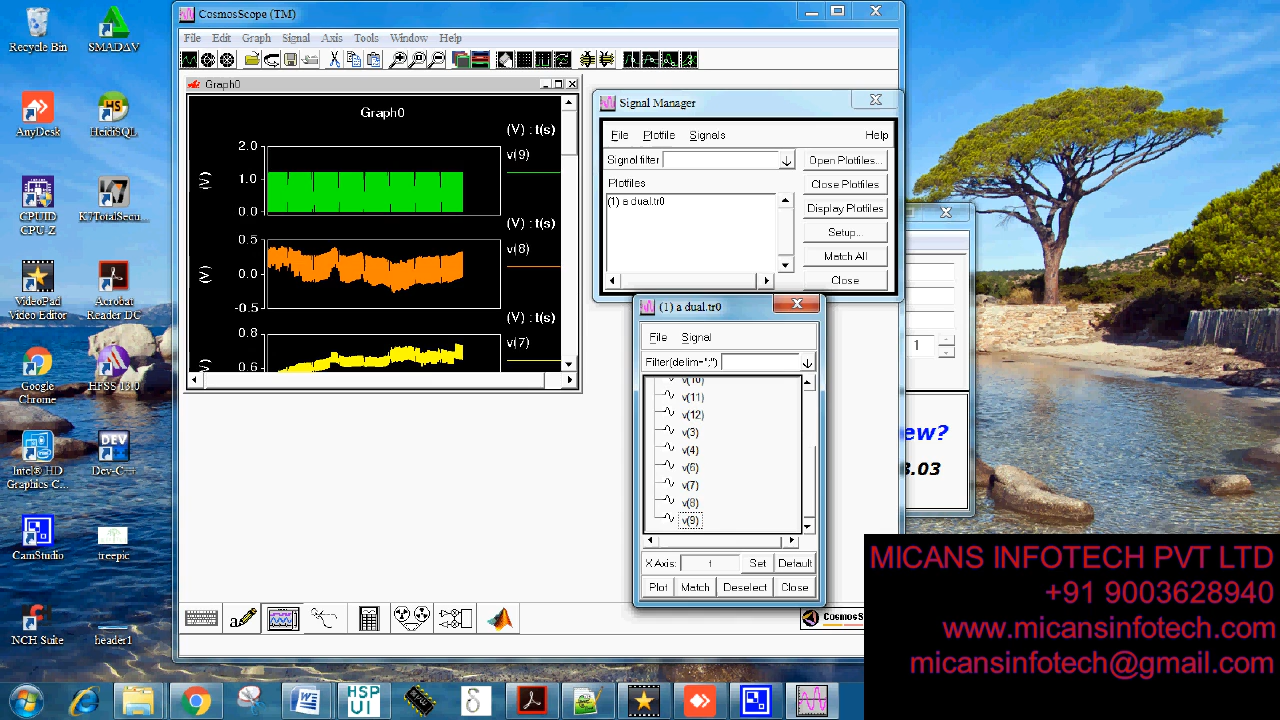 Recycle Bin
SMADΔV
AnyDesk
HeidiSQL
CPUID
CPU-Z
K7TotalSecu...
VideoPad
Video Editor
Acrobat
Reader DC
Google
Chrome
HFSS 13.0
Intel® HD
Graphics C...
DEV
Dev-C++
CamStudio
treepic
NCH Suite
header1
CosmosScope (TM)
File Edit Graph Signal Axis Tools Window Help
Graph0
Graph0
(V) : t(s)
v(9)
2.0
1.0
0.0
(V)
(V) : t(s)
v(8)
0.5
0.0
-0.5
(V)
(V) : t(s)
v(7)
0.8
0.6
Signal Manager
File Plotfile Signals Help
Signal filter
Open Plotfiles...
Plotfiles
Close Plotfiles
(1) a dual.tr0
Display Plotfiles
Setup...
Match All
Close
(1) a dual.tr0
File Signal
Filter(delim=";")
v(10)
v(11)
v(12)
v(3)
v(4)
v(6)
v(7)
v(8)
v(9)
X Axis: t Set Default
Plot Match Deselect Close
1
ew?
3.03
CosmosS
HSP
UI
MICANS INFOTECH PVT LTD
+91 9003628940
www.micansinfotech.com
micansinfotech@gmail.com